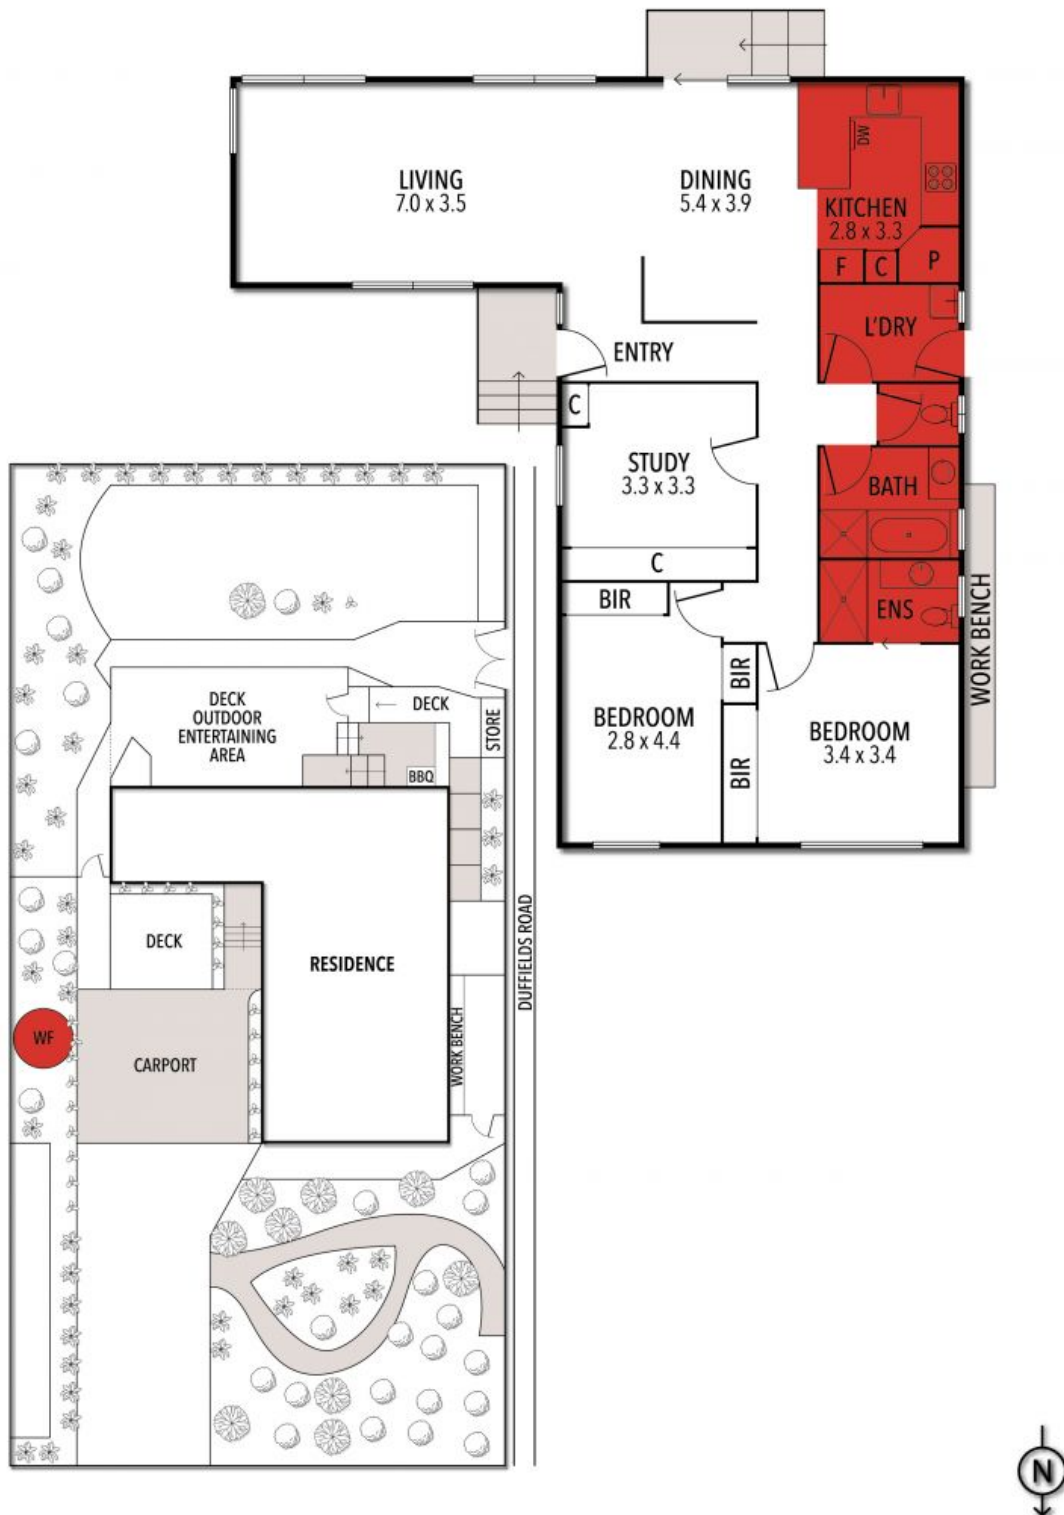 LIVING
7.0 x 3.5
DINING
5.4 x 3.9
DW
KITCHEN
2.8 x 3.3
F
C
P
L'DRY
ENTRY
C
STUDY
3.3 x 3.3
BATH
C
BIR
ENS
WORK BENCH
BIR
BEDROOM
2.8 x 4.4
BEDROOM
3.4 x 3.4
BIR
DECK
OUTDOOR
ENTERTAINING
AREA
DECK
STORE
BBQ
DECK
RESIDENCE
DUFFIELDS ROAD
WF
CARPORT
WORK BENCH
N